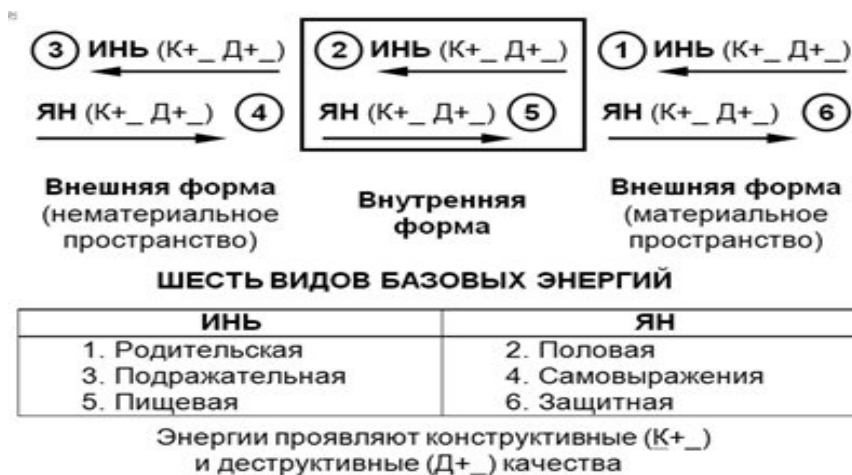 ③ ИНЬ (К+_ Д+_) ② ИНЬ (К+_ Д+_) ① ИНЬ (К+_ Д+_)
ЯН (К+_ Д+_) ④ ЯН (К+_ Д+_) ⑤ ЯН (К+_ Д+_) ⑥
Внешняя форма
(нематериальное
пространство)
Внутренняя
форма
Внешняя форма
(материальное
пространство)
ШЕСТЬ ВИДОВ БАЗОВЫХ ЭНЕРГИЙ
ИНЬ ЯН
1. Родительская 2. Половая
3. Подражательная 4. Самовыражения
5. Пищевая 6. Защитная
Энергии проявляют конструктивные (К+_)
и деструктивные (Д+_) качества